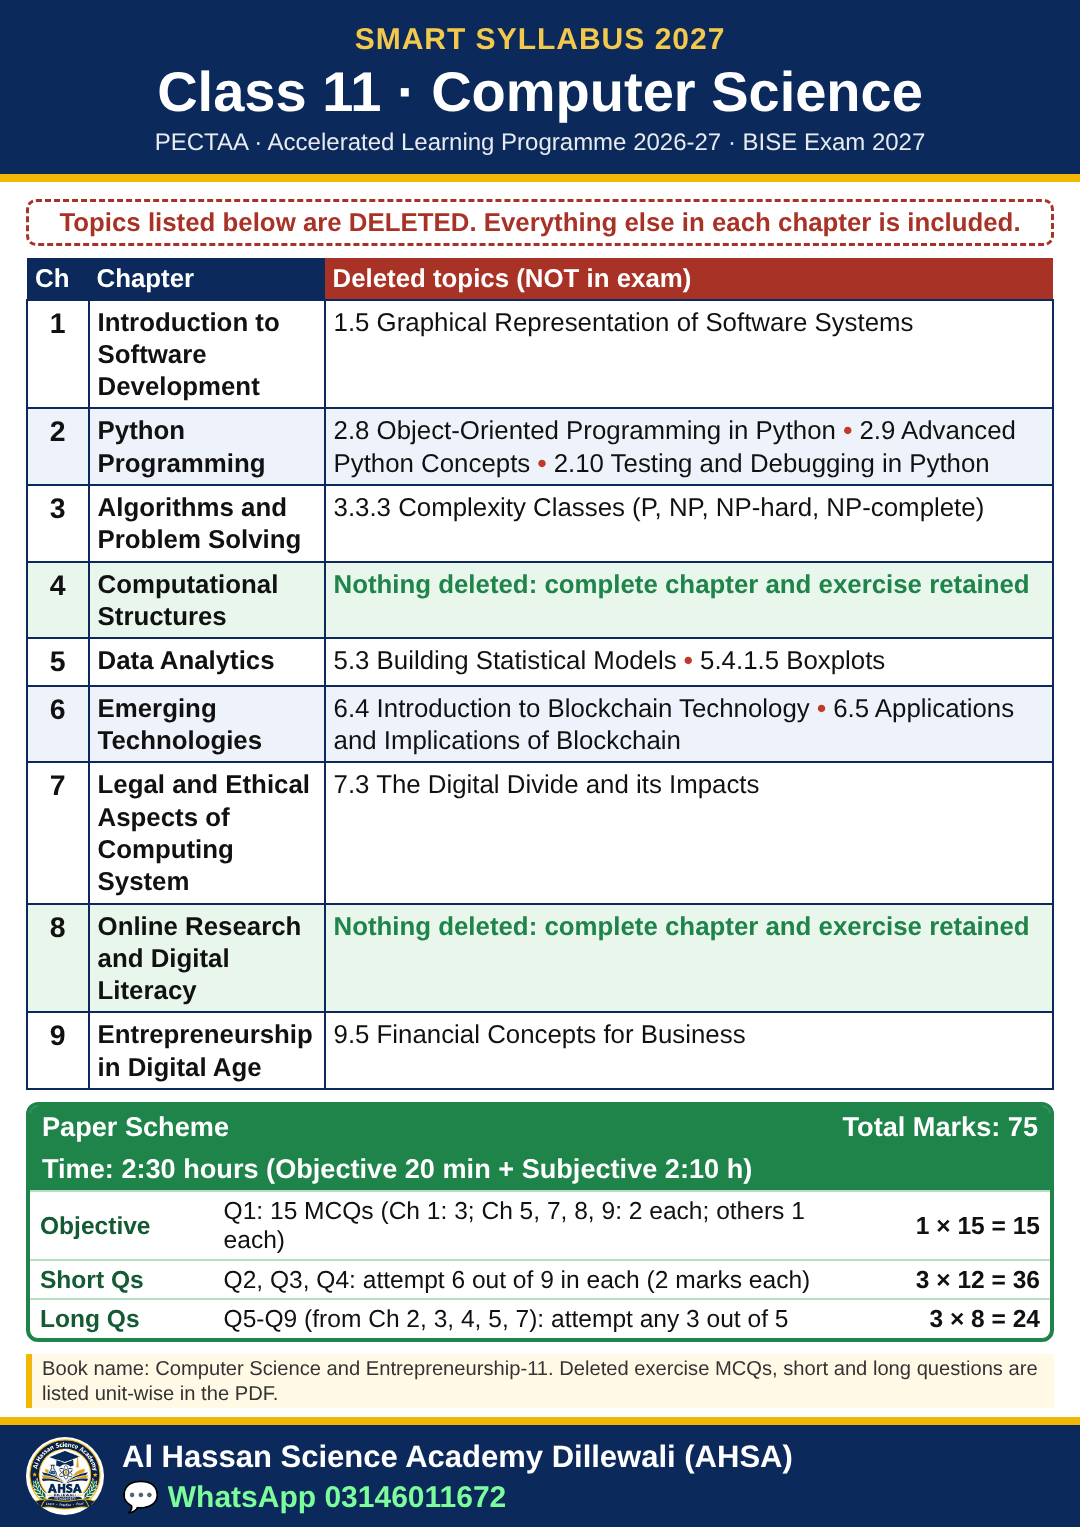 SMART SYLLABUS 2027
Class 11 · Computer Science
PECTAA · Accelerated Learning Programme 2026-27 · BISE Exam 2027
Topics listed below are DELETED. Everything else in each chapter is included.
Ch Chapter Deleted topics (NOT in exam)
1 Introduction to 1.5 Graphical Representation of Software Systems
Software
Development
2 Python 2.8 Object-Oriented Programming in Python • 2.9 Advanced
Programming Python Concepts • 2.10 Testing and Debugging in Python
3 Algorithms and 3.3.3 Complexity Classes (P, NP, NP-hard, NP-complete)
Problem Solving
4 Computational Nothing deleted: complete chapter and exercise retained
Structures
5 Data Analytics 5.3 Building Statistical Models • 5.4.1.5 Boxplots
6 Emerging 6.4 Introduction to Blockchain Technology • 6.5 Applications
Technologies and Implications of Blockchain
7 Legal and Ethical 7.3 The Digital Divide and its Impacts
Aspects of
Computing
System
8 Online Research Nothing deleted: complete chapter and exercise retained
and Digital
Literacy
9 Entrepreneurship 9.5 Financial Concepts for Business
in Digital Age
Paper Scheme Total Marks: 75
Time: 2:30 hours (Objective 20 min + Subjective 2:10 h)
Objective Q1: 15 MCQs (Ch 1: 3; Ch 5, 7, 8, 9: 2 each; others 1 1 × 15 = 15
each)
Short Qs Q2, Q3, Q4: attempt 6 out of 9 in each (2 marks each) 3 × 12 = 36
Long Qs Q5-Q9 (from Ch 2, 3, 4, 5, 7): attempt any 3 out of 5 3 × 8 = 24
Book name: Computer Science and Entrepreneurship-11. Deleted exercise MCQs, short and long questions are
listed unit-wise in the PDF.
Al Hassan Science Academy
AHSA
DILLEWALI
Al Hassan Science Academy Dillewali (AHSA)
WhatsApp 03146011672